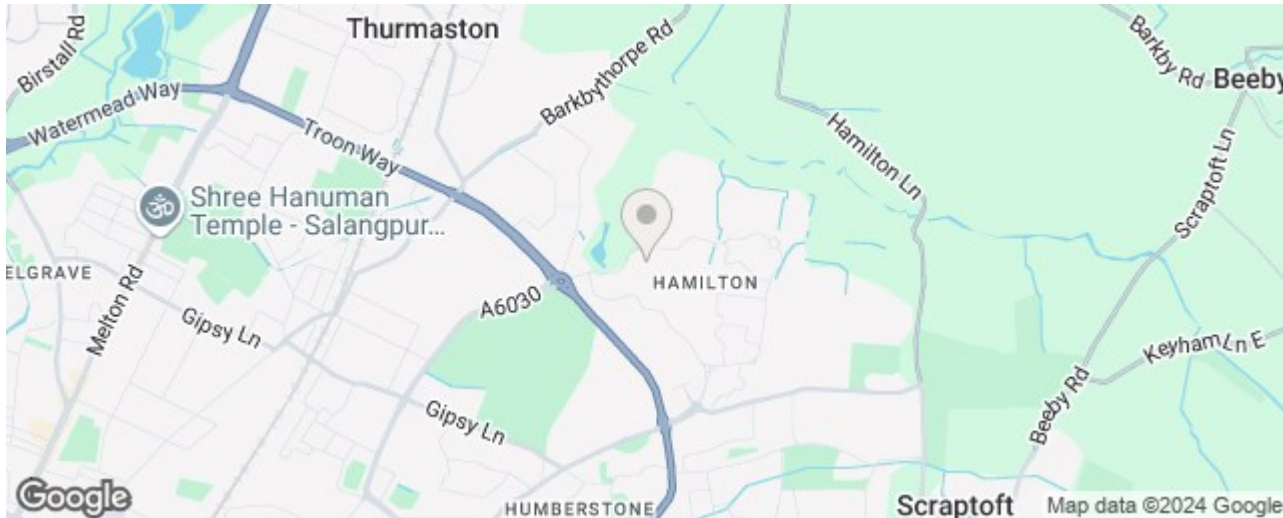 Thurmaston
Birstall Rd
Watermead Way
Troon Way
Barkbythorpe Rd
Barkby Rd
Beeby
Hamilton Ln
Scraptoft Ln
Shree Hanuman
Temple - Salangpur...
ELGRAVE
Melton Rd
Gipsy Ln
A6030
HAMILTON
Keyham Ln E
Beeby Rd
Gipsy Ln
HUMBERSTONE
Scraptoft
Google
Map data ©2024 Google